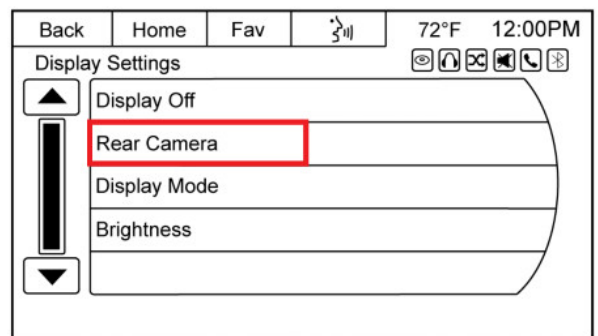 Back Home Fav 72°F 12:00PM
Display Settings
Display Off
Rear Camera
Display Mode
Brightness